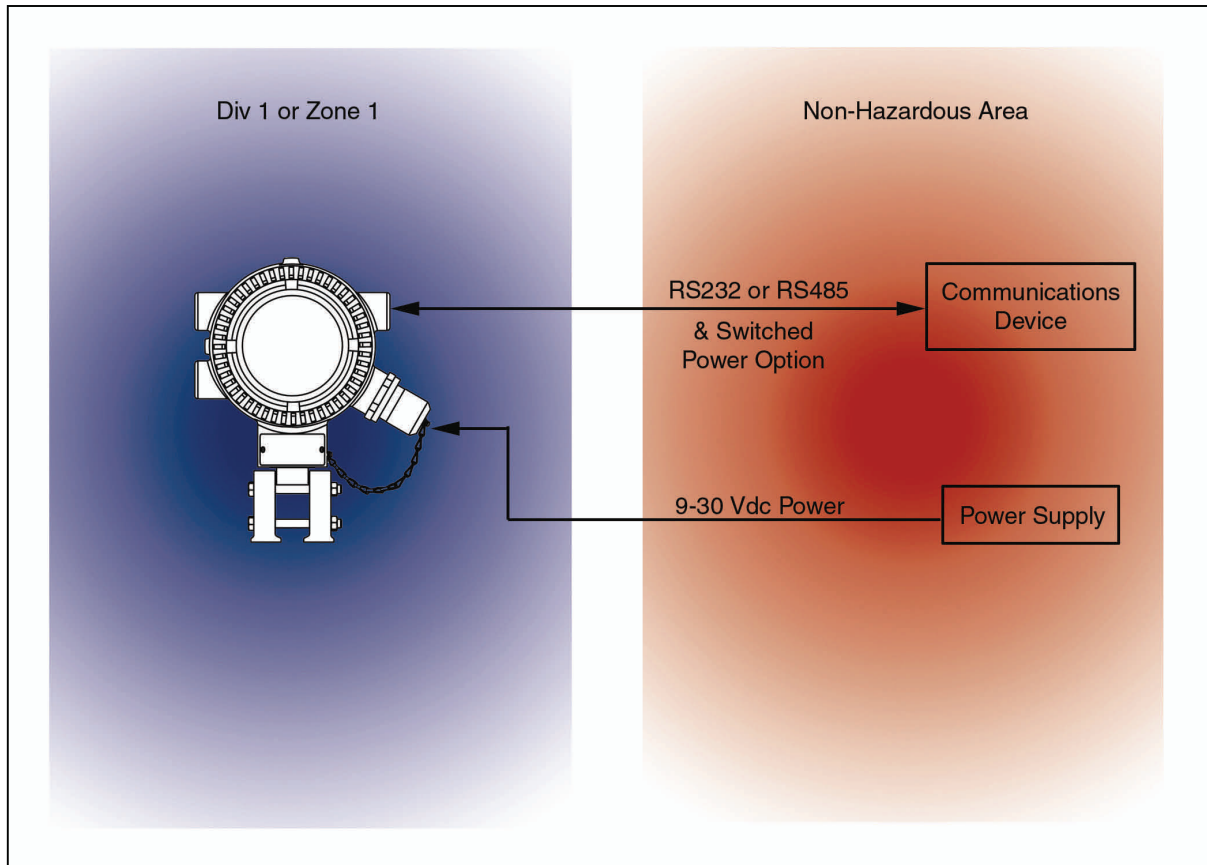 Div 1 or Zone 1
Non-Hazardous Area
RS232 or RS485
& Switched
Power Option
Communications
Device
9-30 Vdc Power
Power Supply